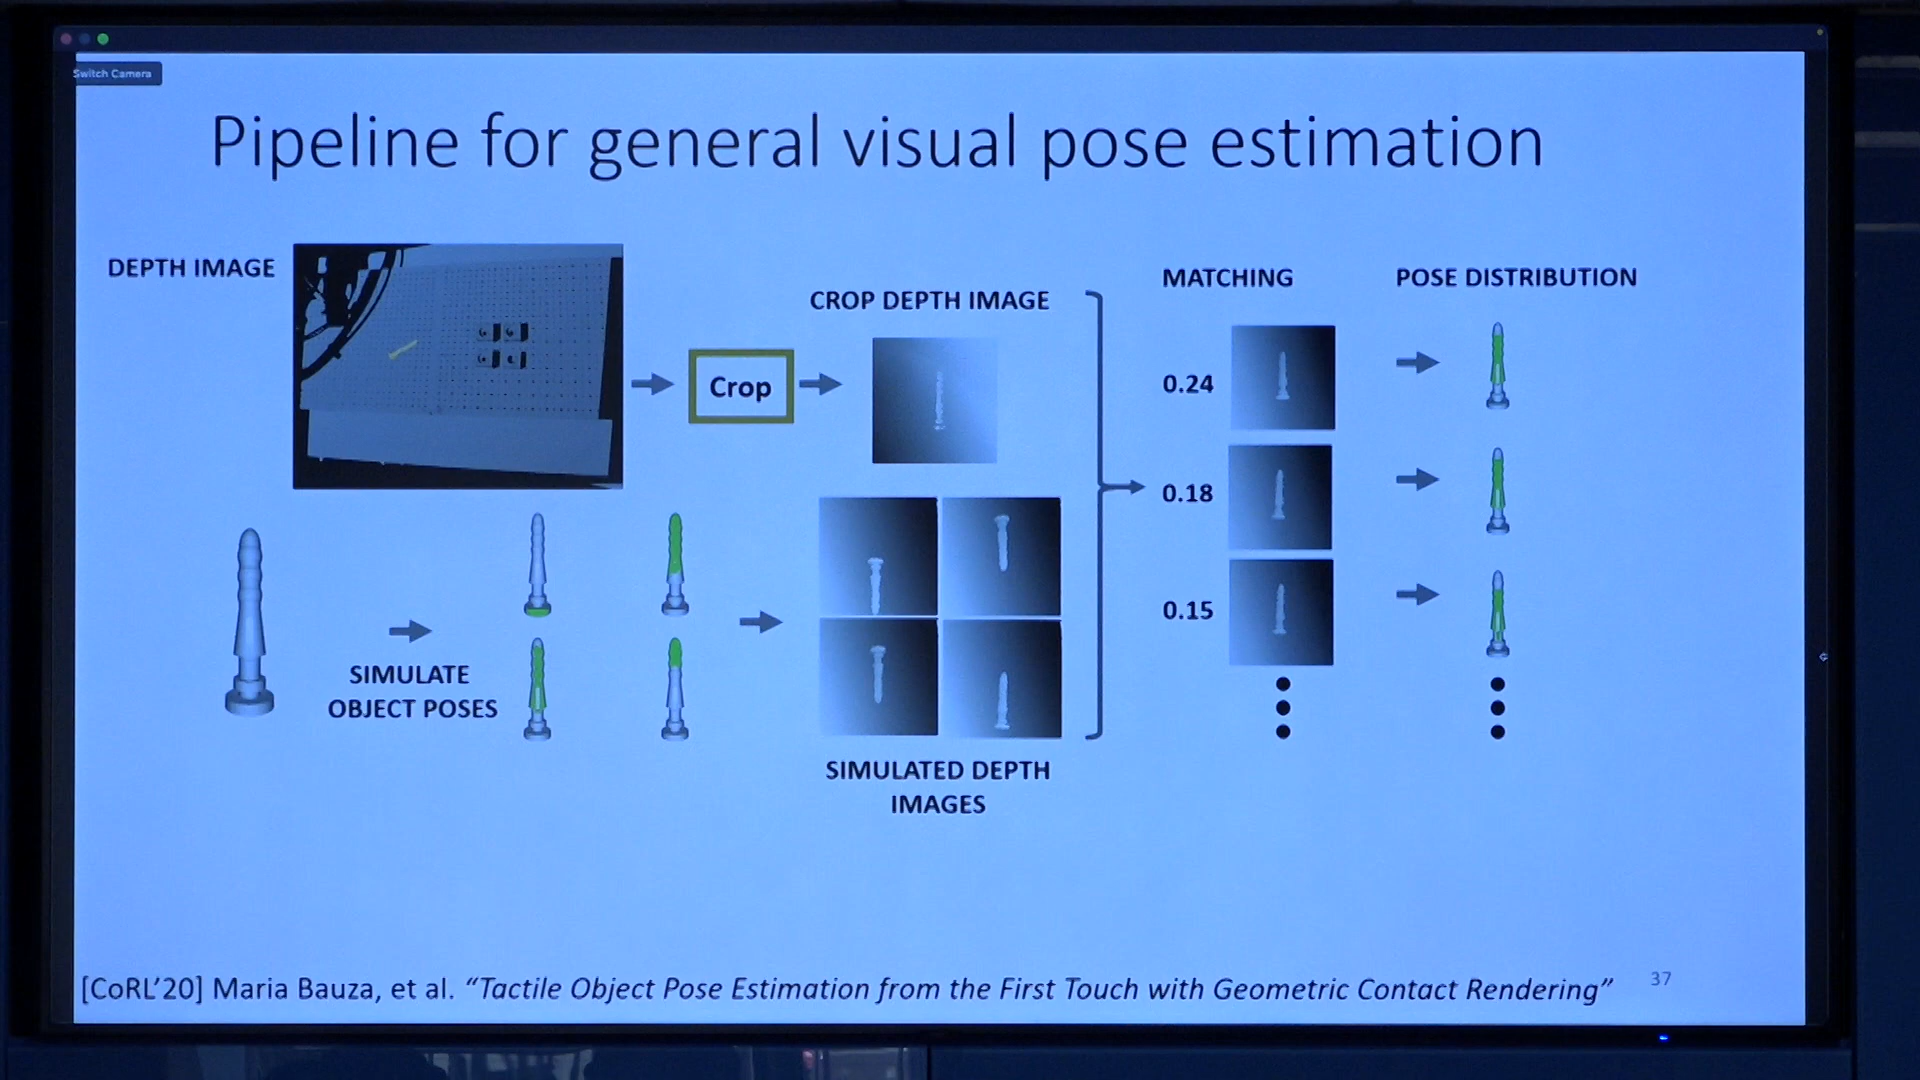 Switch Camera
Pipeline for general visual pose estimation
DEPTH IMAGE
Crop
CROP DEPTH IMAGE
SIMULATE
OBJECT POSES
SIMULATED DEPTH
IMAGES
MATCHING
0.24
0.18
0.15
POSE DISTRIBUTION
[CoRL'20] Maria Bauza, et al. “Tactile Object Pose Estimation from the First Touch with Geometric Contact Rendering”
37